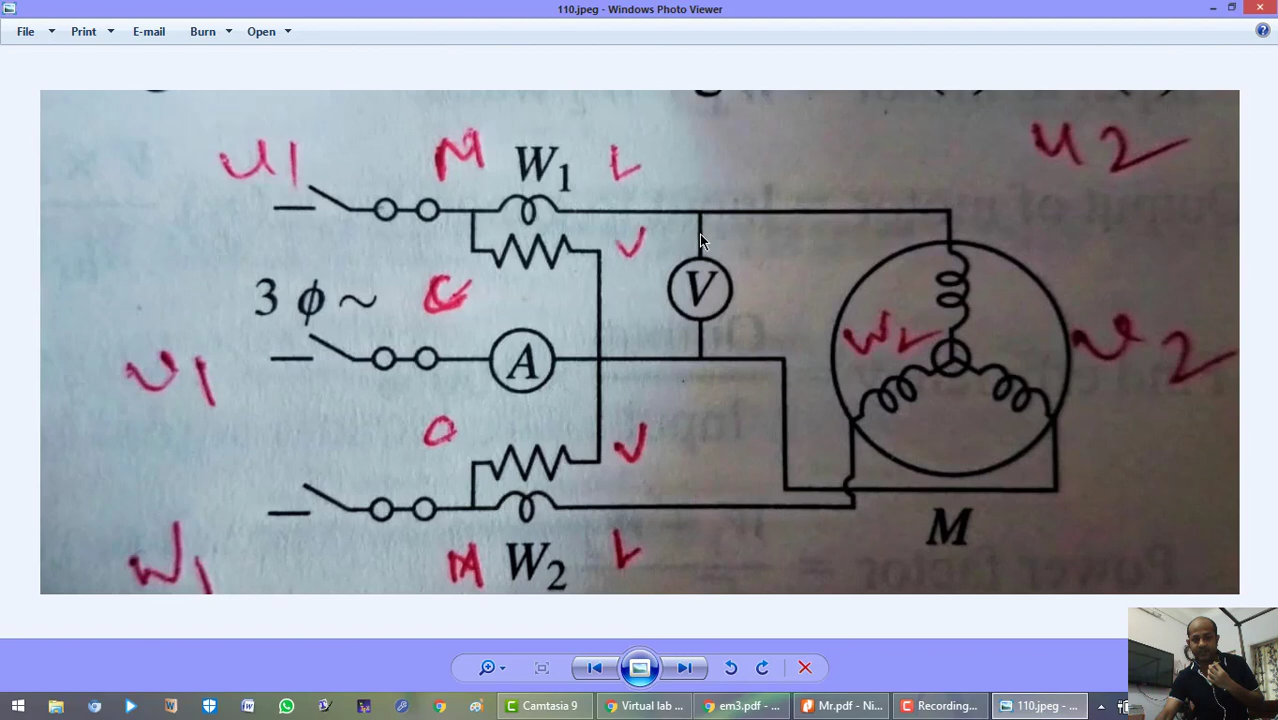 110.jpeg - Windows Photo Viewer
File Print E-mail Burn Open
U1 M W1 L U2
V
3 ϕ ~ C V
W2 V2
V1 A
C V
W1 M W2 L M
Camtasia 9 Virtual lab ... em3.pdf - ... Mr.pdf - Ni... Recording... 110.jpeg - ...